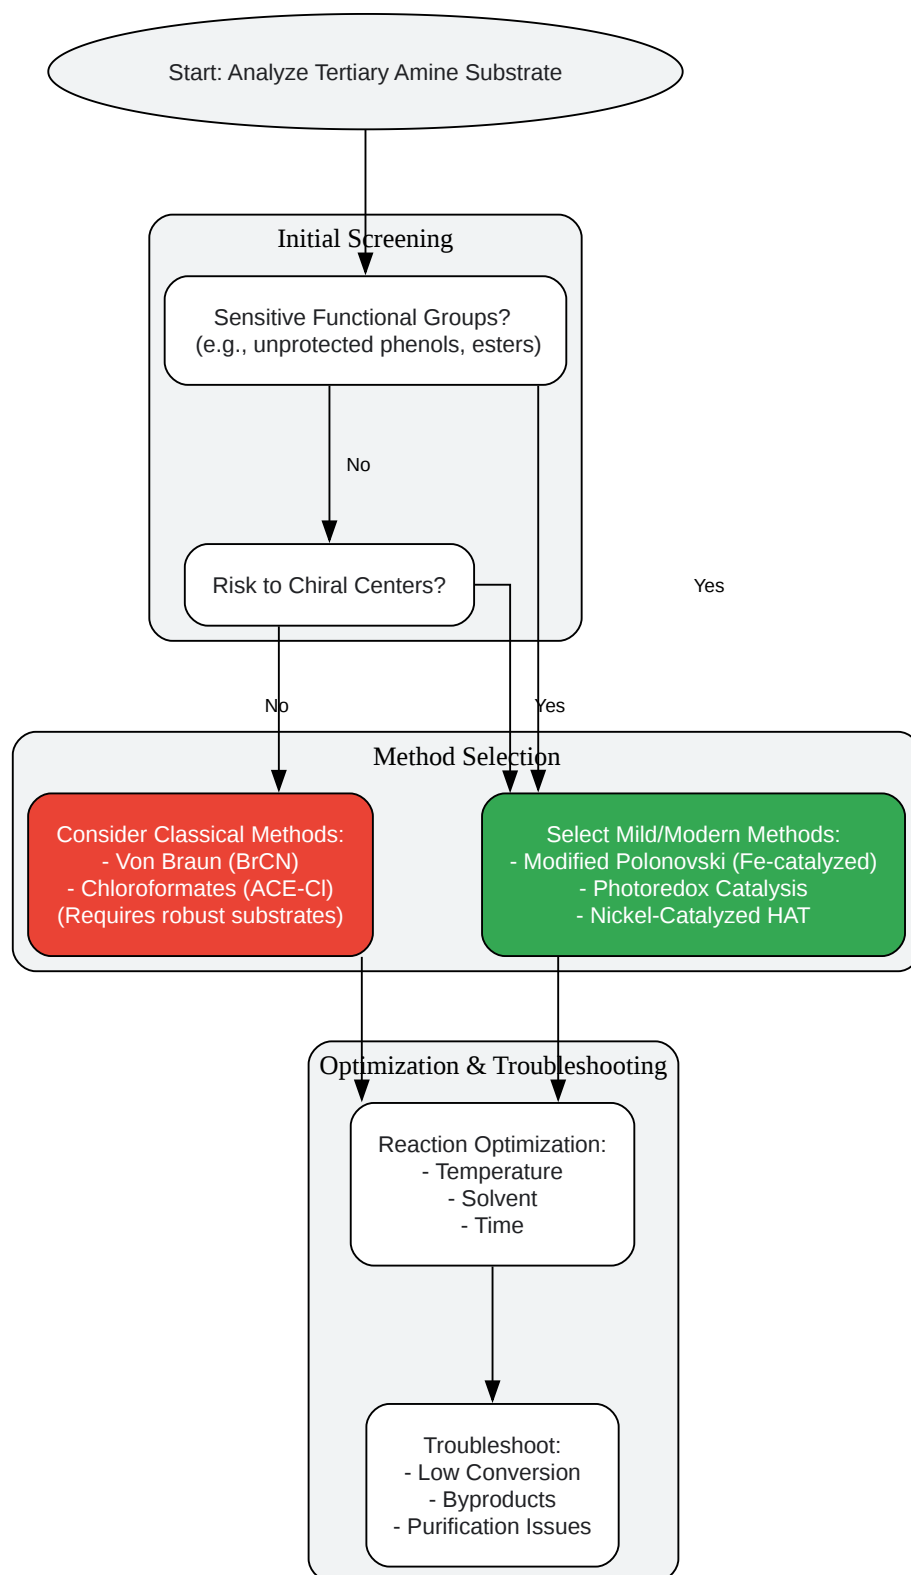 Start: Analyze Tertiary Amine Substrate
Initial Screening
Sensitive Functional Groups?
(e.g., unprotected phenols, esters)
No
Risk to Chiral Centers?
Yes
No
Yes
Method Selection
Consider Classical Methods:
- Von Braun (BrCN)
- Chloroformates (ACE-Cl)
(Requires robust substrates)
Select Mild/Modern Methods:
- Modified Polonovski (Fe-catalyzed)
- Photoredox Catalysis
- Nickel-Catalyzed HAT
Optimization & Troubleshooting
Reaction Optimization:
- Temperature
- Solvent
- Time
Troubleshoot:
- Low Conversion
- Byproducts
- Purification Issues